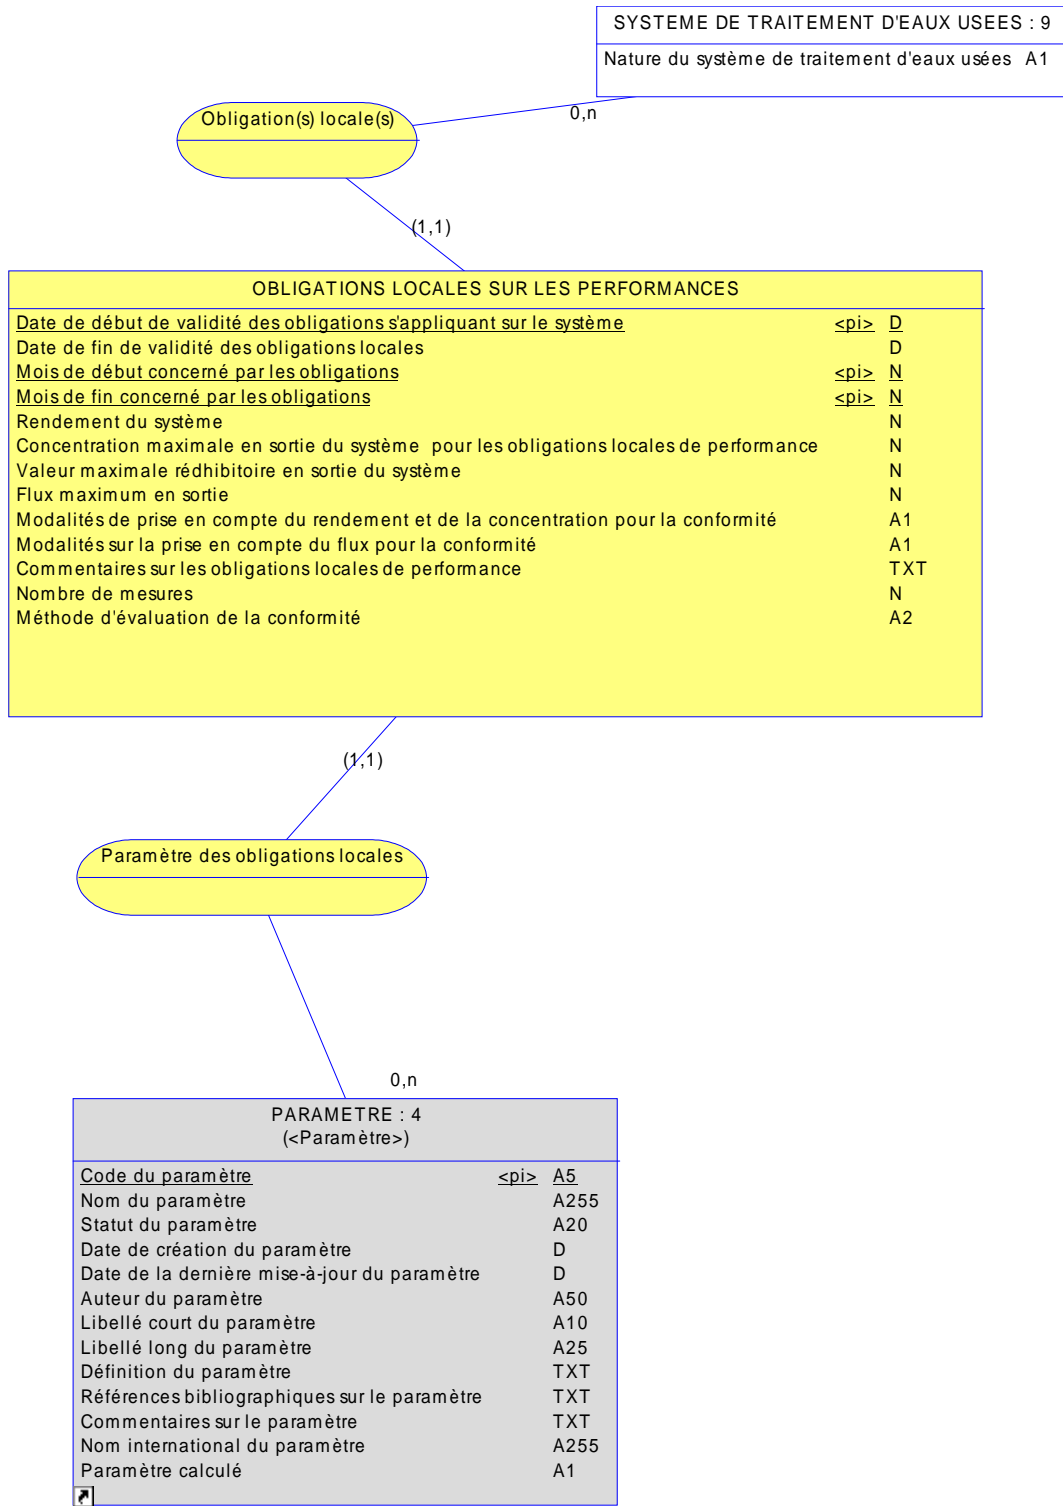 SYSTEME DE TRAITEMENT D'EAUX USEES : 9
Nature du système de traitement d'eaux usées A1
Obligation(s) locale(s)
0,n
(1,1)
OBLIGATIONS LOCALES SUR LES PERFORMANCES
Date de début de validité des obligations s'appliquant sur le système <pi> D
Date de fin de validité des obligations locales D
Mois de début concerné par les obligations <pi> N
Mois de fin concerné par les obligations <pi> N
Rendement du système N
Concentration maximale en sortie du système pour les obligations locales de performance N
Valeur maximale rédhibitoire en sortie du système N
Flux maximum en sortie N
Modalités de prise en compte du rendement et de la concentration pour la conformité A1
Modalités sur la prise en compte du flux pour la conformité A1
Commentaires sur les obligations locales de performance TXT
Nombre de mesures N
Méthode d'évaluation de la conformité A2
(1,1)
Paramètre des obligations locales
0,n
PARAMETRE : 4
(<Paramètre>)
Code du paramètre <pi> A5
Nom du paramètre A255
Statut du paramètre A20
Date de création du paramètre D
Date de la dernière mise-à-jour du paramètre D
Auteur du paramètre A50
Libellé court du paramètre A10
Libellé long du paramètre A25
Définition du paramètre TXT
Références bibliographiques sur le paramètre TXT
Commentaires sur le paramètre TXT
Nom international du paramètre A255
Paramètre calculé A1